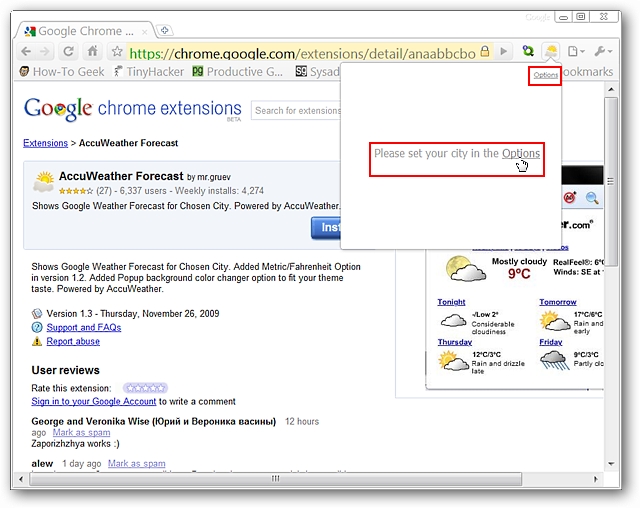 Google Chrome ...
Google
https://chrome.google.com/extensions/detail/anaabbcbo
How-To Geek
TinyHacker
Productive G...
Sysad
ookmarks
Options
Google chrome extensions
BETA
Search for extensions
Please set your city in the Options
Extensions > AccuWeather Forecast
AccuWeather Forecast by mr.gruev
(27) - 6,337 users - Weekly installs: 4,274
Shows Google Weather Forecast for Chosen City. Powered by AccuWeather.
Inst
Shows Google Weather Forecast for Chosen City. Added Metric/Fahrenheit Option
in version 1.2. Added Popup background color changer option to fit your theme
taste. Powered by AccuWeather.
Version 1.3 - Thursday, November 26, 2009
Support and FAQs
Report abuse
User reviews
Rate this extension:
Sign in to your Google Account to write a comment
George and Veronika Wise (Юрий и Вероника васины) 12 hours
ago Mark as spam
Zaporizhzhya works :)
alew 1 day ago Mark as spam
er.com®
Mostly cloudy
9°C
RealFeel®: 6°C
Winds: SE at
Tonight
-/Low 2°
Considerable
cloudiness
Tomorrow
17°C/6°C
Rain and
early
Thursday
12°C/3°C
Rain and drizzle
late
Friday
9°C/3°C
Partly